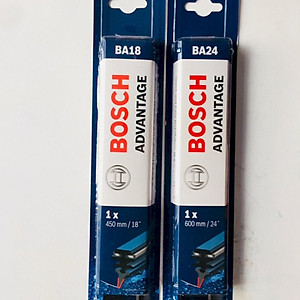 BA18
BOSCH
ADVANTAGE
1 x
450 mm / 18"
BA24
BOSCH
ADVANTAGE
1 x
600 mm / 24"